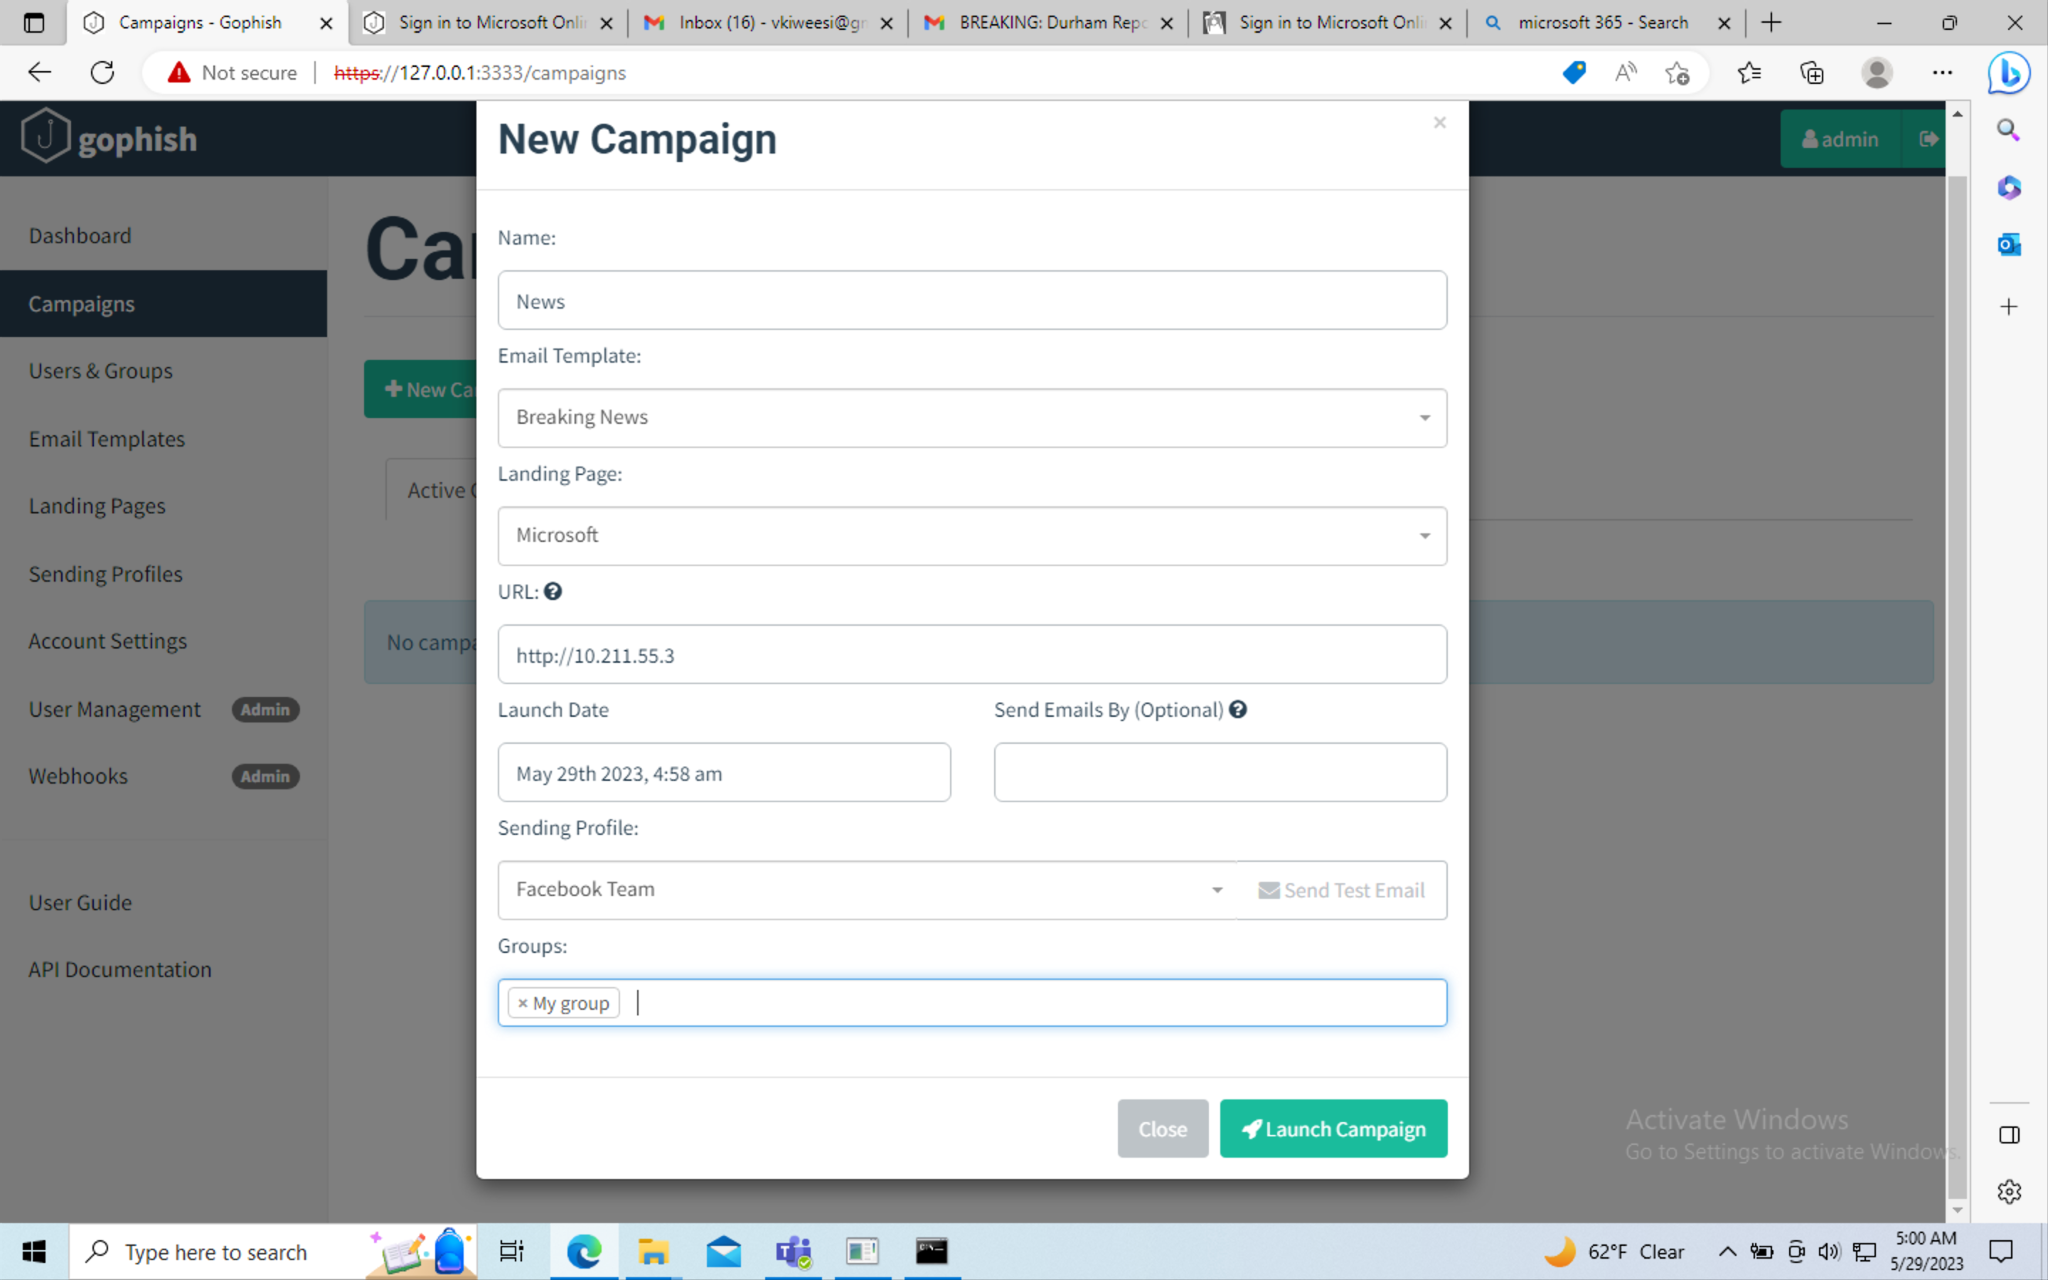 Campaigns - Gophish
Sign in to Microsoft Onli
Inbox (16) - vkiweesi@gr
BREAKING: Durham Repo
Sign in to Microsoft Onli
microsoft 365 - Search
Not secure
https://127.0.0.1:3333/campaigns
gophish
admin
Dashboard
Campaigns
Users & Groups
Email Templates
Landing Pages
Sending Profiles
Account Settings
User Management Admin
Webhooks Admin
User Guide
API Documentation
Ca
New Ca
Active
No campa
New Campaign
×
Name:
News
Email Template:
Breaking News
Landing Page:
Microsoft
URL:
http://10.211.55.3
Launch Date
Send Emails By (Optional)
May 29th 2023, 4:58 am
Sending Profile:
Facebook Team
Send Test Email
Groups:
× My group
Close
Launch Campaign
Activate Windows
Go to Settings to activate Windows.
Type here to search
62°F Clear
5:00 AM
5/29/2023